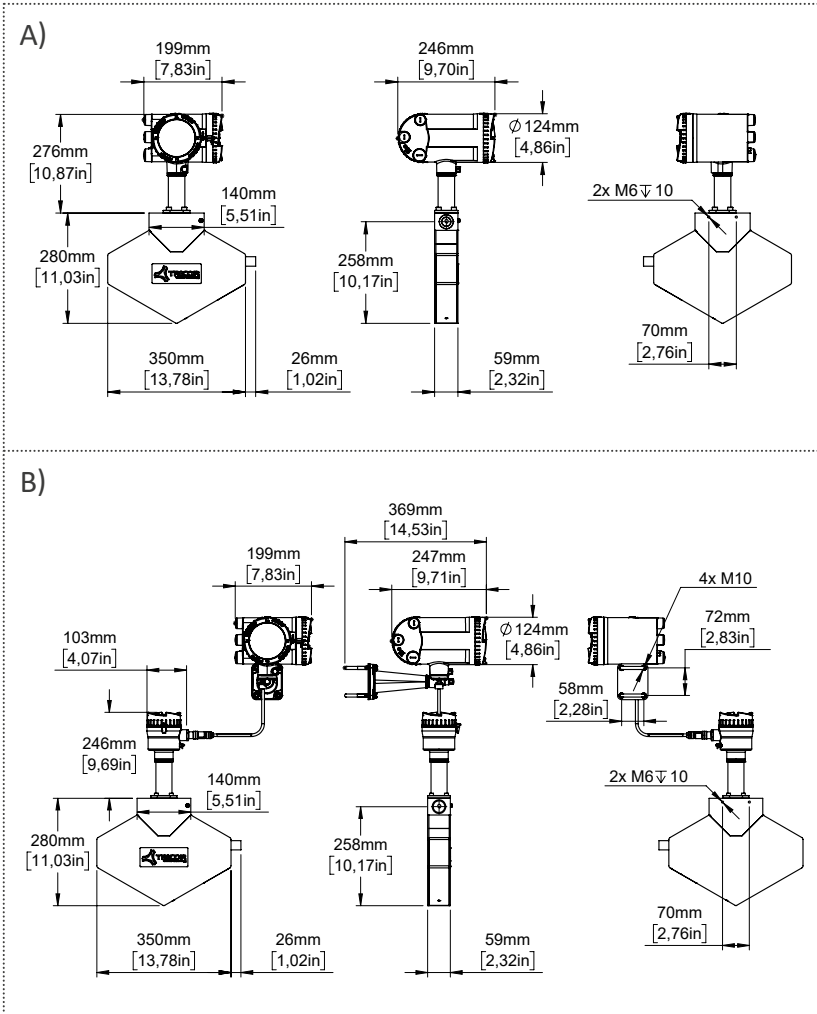 A)
199mm
[7,83in]
246mm
[9,70in]
276mm
[10,87in]
Ø 124mm
[4,86in]
140mm
[5,51in]
2x M6↧10
280mm
[11,03in]
258mm
[10,17in]
70mm
[2,76in]
350mm
[13,78in]
26mm
[1,02in]
59mm
[2,32in]
B)
369mm
[14,53in]
199mm
[7,83in]
247mm
[9,71in]
4x M10
72mm
[2,83in]
Ø 124mm
[4,86in]
103mm
[4,07in]
58mm
[2,28in]
246mm
[9,69in]
140mm
[5,51in]
2x M6↧10
280mm
[11,03in]
258mm
[10,17in]
70mm
[2,76in]
350mm
[13,78in]
26mm
[1,02in]
59mm
[2,32in]